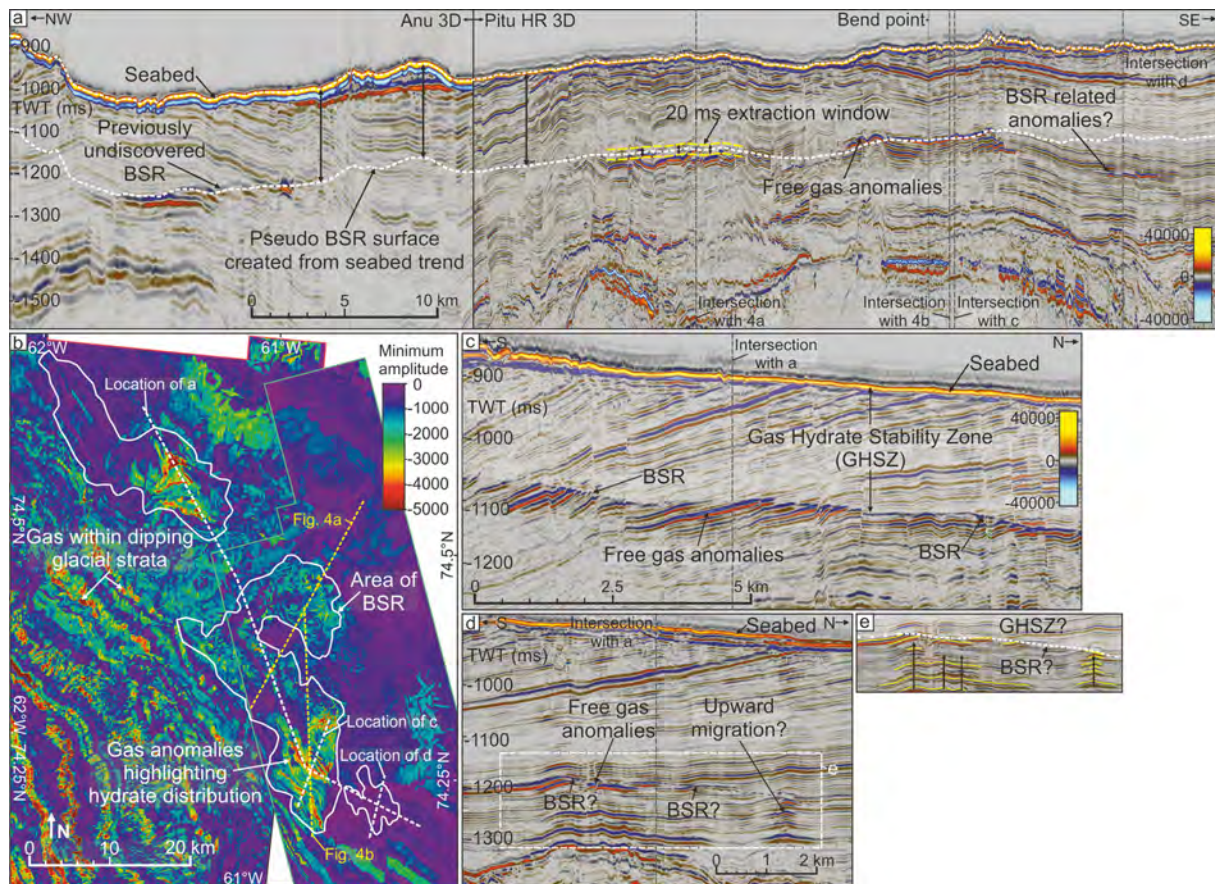 a
NW
Anu 3D
Pitu HR 3D
Bend point
SE
-900
Seabed
Intersection
with d
-1000
TWT (ms)
BSR related
anomalies?
20 ms extraction window
-1100
Previously
undiscovered
BSR
-1200
Free gas anomalies
-1300
Pseudo BSR surface
created from seabed trend
40000
0
-40000
-1400
-1500
0
5
10 km
Intersection
with 4a
Intersection
with 4b
Intersection
with c
b
62°W
61°W
Minimum
amplitude
0
-1000
-2000
-3000
-4000
-5000
Location of a
74.5°N
Fig. 4a
74.5°N
Gas within dipping
glacial strata
Area of
BSR
62°W, 74.25°N
Location of c
Location of d
Gas anomalies
highlighting
hydrate distribution
74.25°N
N
0
10
20 km
Fig. 4b
61°W
c
S
Intersection
with a
N
-900
Seabed
TWT (ms)
40000
0
-40000
-1000
Gas Hydrate Stability Zone
(GHSZ)
BSR
-1100
Free gas anomalies
BSR
-1200
0
2.5
5 km
d
S
Intersection
with a
N
Seabed
TWT (ms)
-1000
Free gas
anomalies
Upward
migration?
-1100
e
-1200
BSR?
BSR?
-1300
0
1
2 km
e
GHSZ?
BSR?